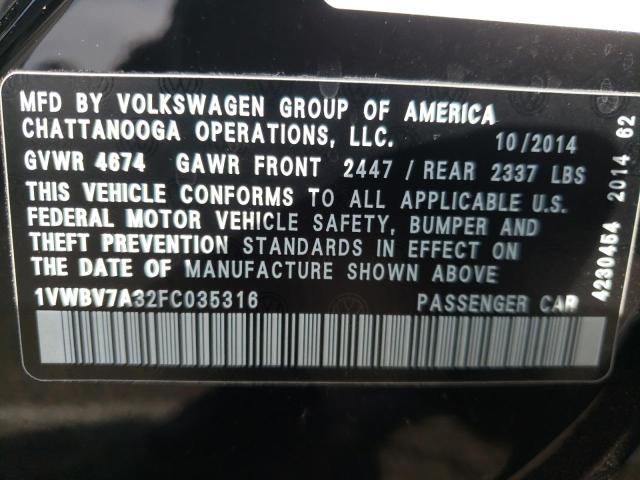 MFD BY VOLKSWAGEN GROUP OF AMERICA
CHATTANOOGA OPERATIONS, LLC. 10/2014
GVWR 4674 GAWR FRONT 2447 / REAR 2337 LBS
THIS VEHICLE CONFORMS TO ALL APPLICABLE U.S.
FEDERAL MOTOR VEHICLE SAFETY, BUMPER AND
THEFT PREVENTION STANDARDS IN EFFECT ON
THE DATE OF MANUFACTURE SHOWN ABOVE
1VWBV7A32FC035316 PASSENGER CAR
4230454 2014 62